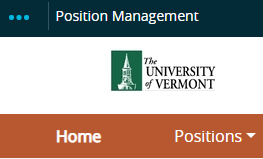 Position Management
The
UNIVERSITY
of VERMONT
Home Positions